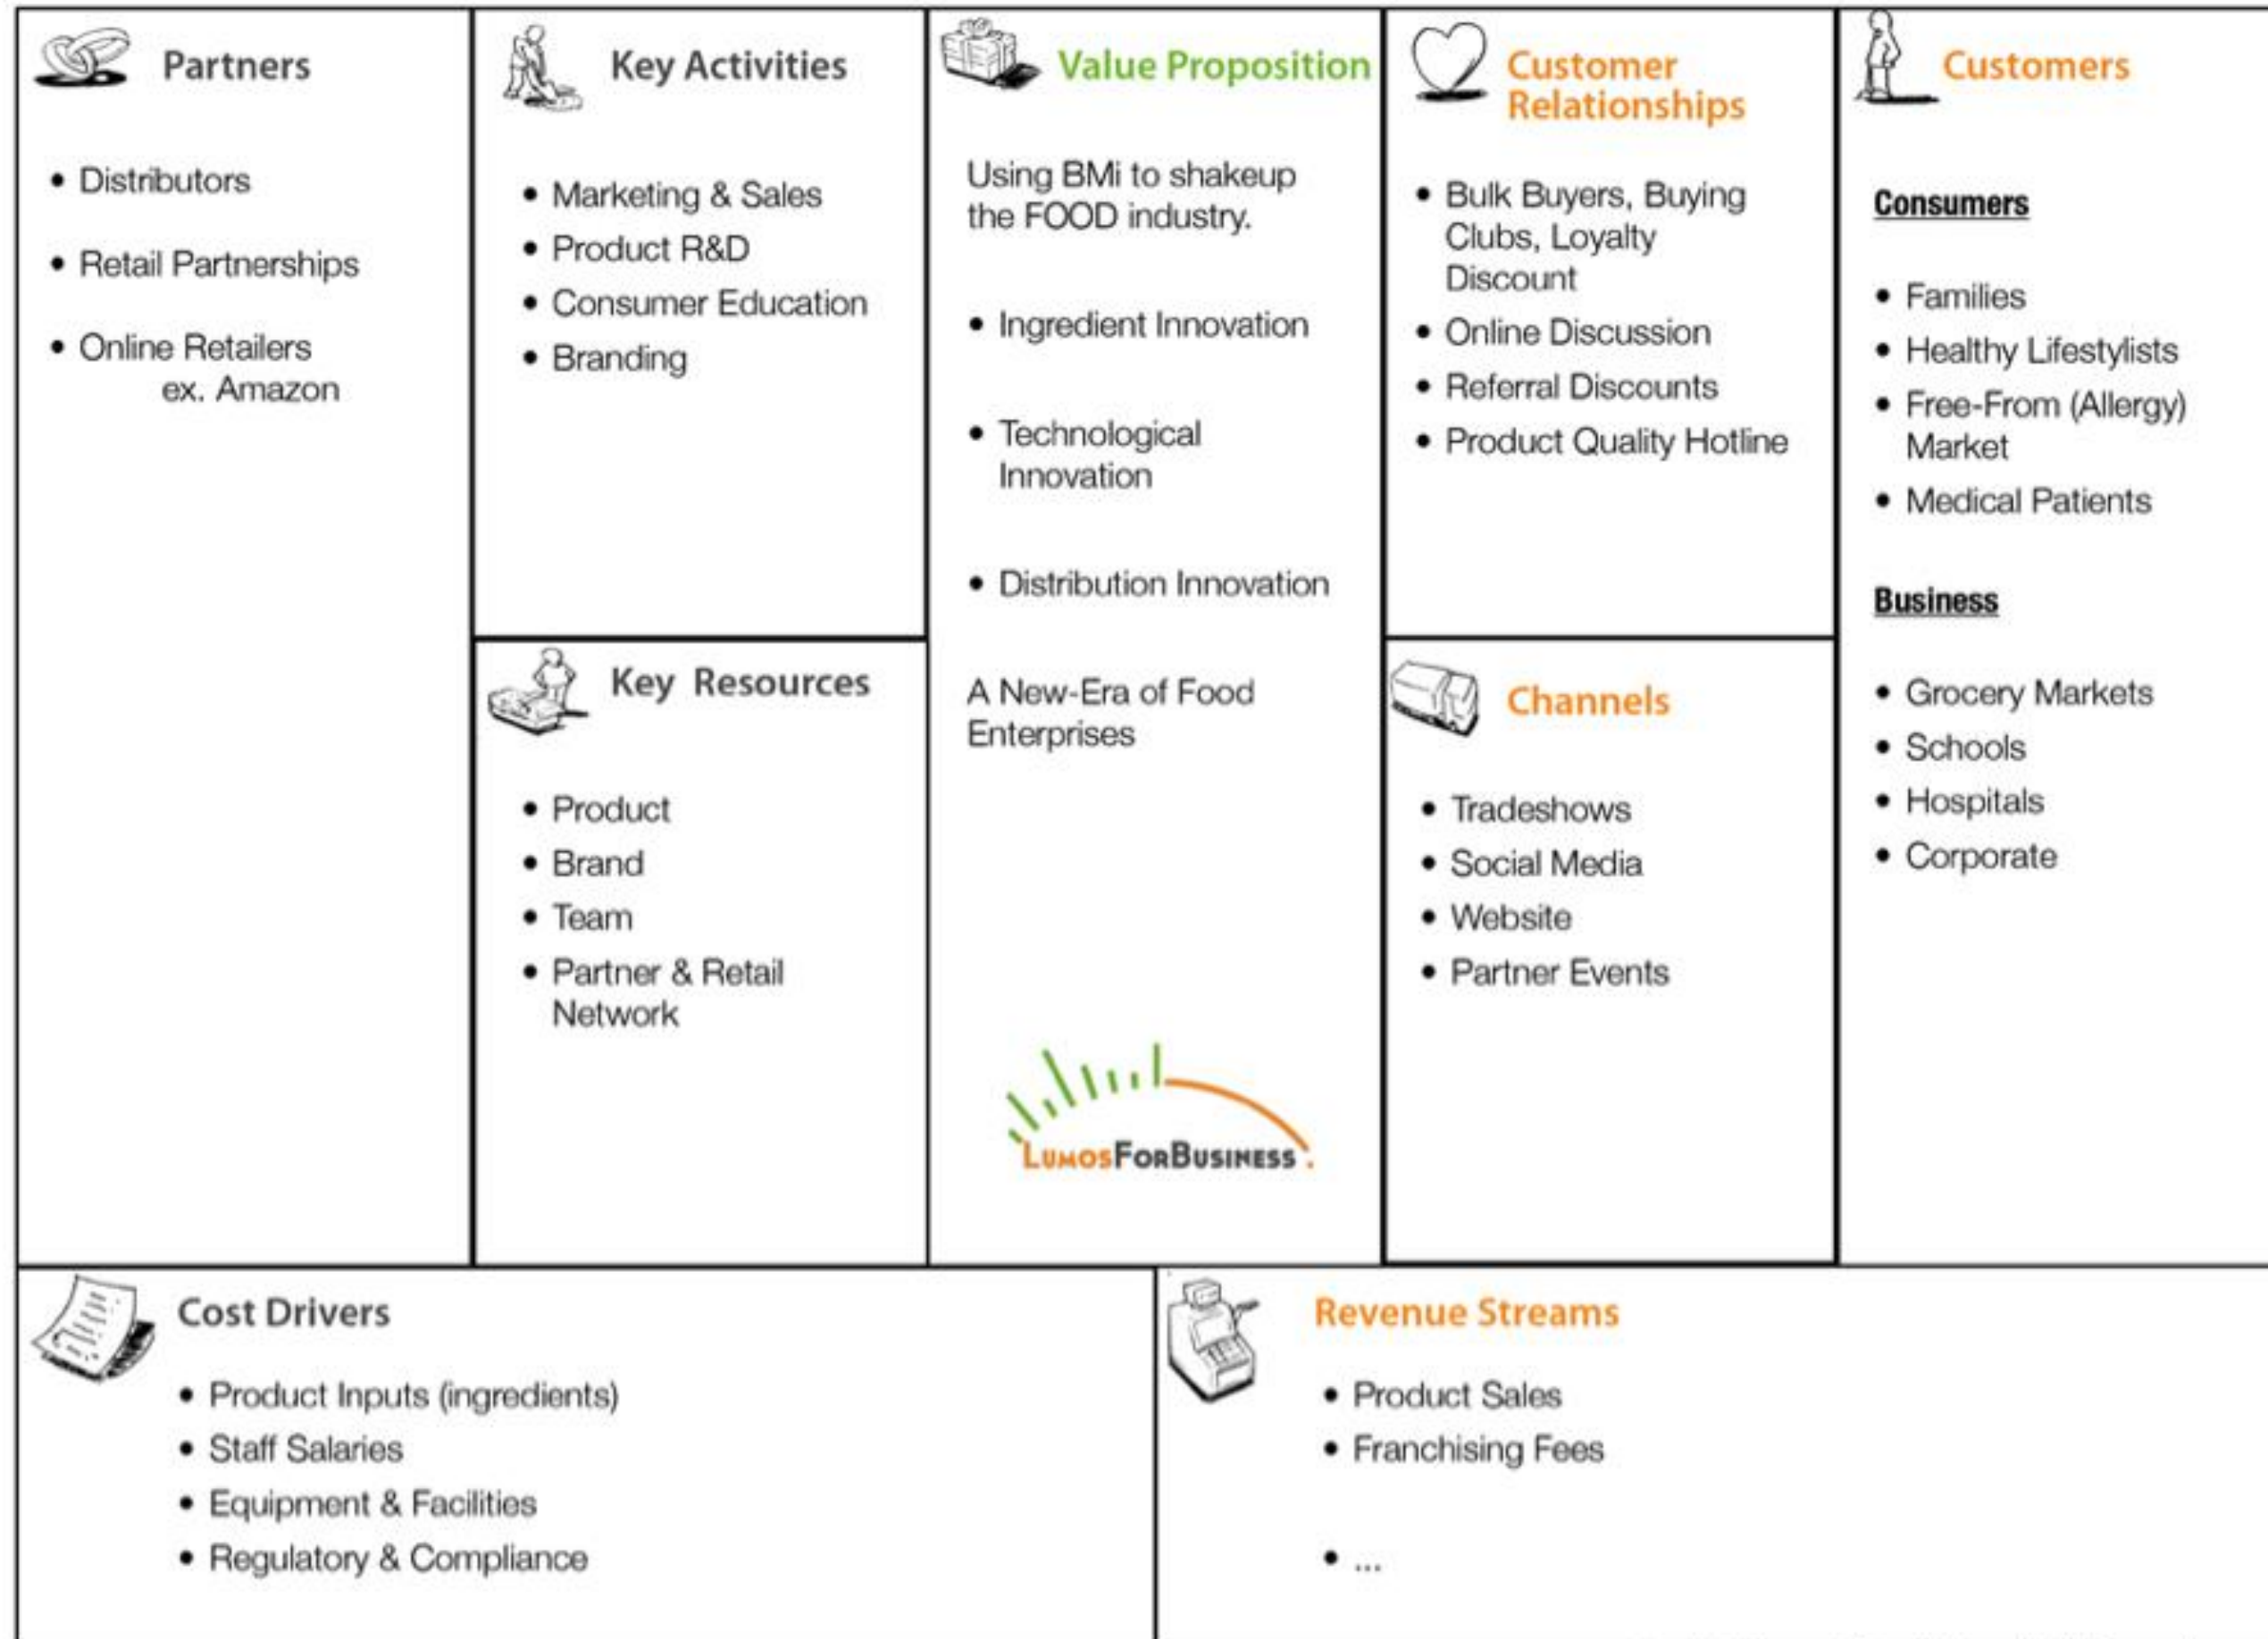 Partners
• Distributors
• Retail Partnerships
• Online Retailers
ex. Amazon
Key Activities
• Marketing & Sales
• Product R&D
• Consumer Education
• Branding
Key Resources
• Product
• Brand
• Team
• Partner & Retail
Network
Value Proposition
Using BMi to shakeup
the FOOD industry.
• Ingredient Innovation
• Technological
Innovation
• Distribution Innovation
A New-Era of Food
Enterprises
LUMOSFORBUSINESS.
Customer
Relationships
• Bulk Buyers, Buying
Clubs, Loyalty
Discount
• Online Discussion
• Referral Discounts
• Product Quality Hotline
Channels
• Tradeshows
• Social Media
• Website
• Partner Events
Customers
Consumers
• Families
• Healthy Lifestylists
• Free-From (Allergy)
Market
• Medical Patients
Business
• Grocery Markets
• Schools
• Hospitals
• Corporate
Cost Drivers
• Product Inputs (ingredients)
• Staff Salaries
• Equipment & Facilities
• Regulatory & Compliance
Revenue Streams
• Product Sales
• Franchising Fees
• ...